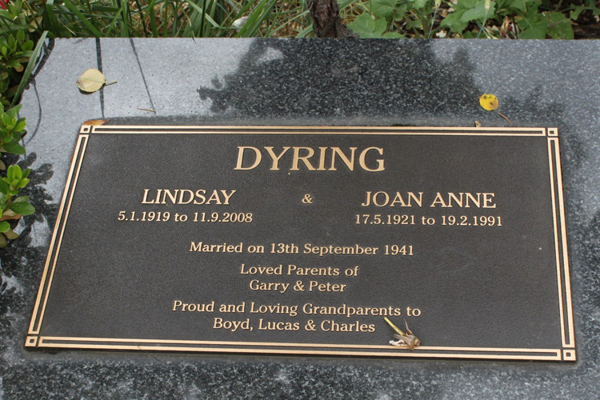 DYRING
LINDSAY & JOAN ANNE
5.1.1919 to 11.9.2008 17.5.1921 to 19.2.1991
Married on 13th September 1941
Loved Parents of
Garry & Peter
Proud and Loving Grandparents to
Boyd, Lucas & Charles